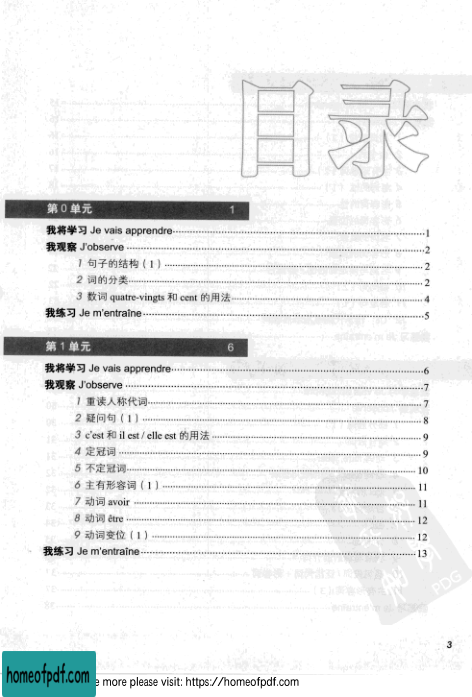 目录
第0单元 1
我将学习 Je vais apprendre 1
我观察 J'observe 2
1 句子的结构（1） 2
2 词的分类 2
3 数词 quatre-vingts 和 cent 的用法 4
我练习 Je m'entraîne 5
第1单元 6
我将学习 Je vais apprendre 6
我观察 J'observe 7
1 重读人称代词 7
2 疑问句（1） 8
3 c'est 和 il est / elle est 的用法 9
4 定冠词 9
5 不定冠词 10
6 主有形容词（1） 11
7 动词 avoir 11
8 动词 être 12
9 动词变位（1） 12
我练习 Je m'entraîne 13
PDG
3
homeofpdf.com
e more please visit: https://homeofpdf.com